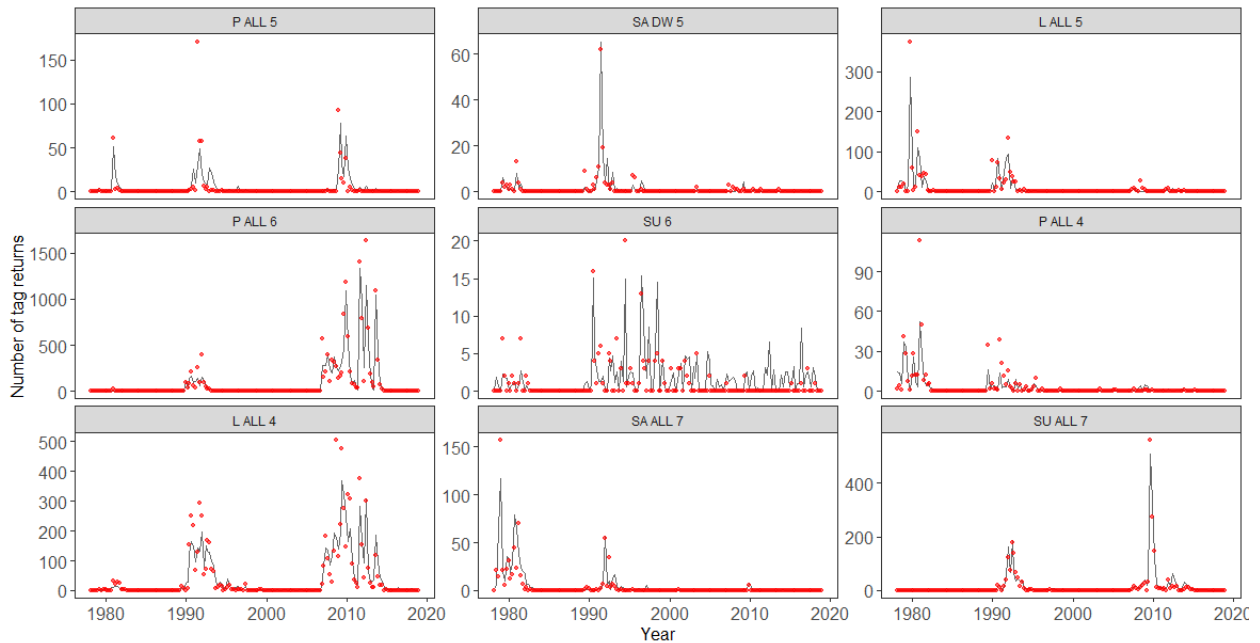 P ALL 5 SA DW 5 L ALL 5
150 60 300
100 40 200
50 20 100
0 0 0
P ALL 6 SU 6 P ALL 4
1500 20 90
1000 15 60
500 10 30
0 5 0
0
L ALL 4 SA ALL 7 SU ALL 7
500 150 400
400 100 200
300 50 0
200 0
100
0
1980 1990 2000 2010 2020 1980 1990 2000 2010 2020 1980 1990 2000 2010 2020
Year
Number of tag returns